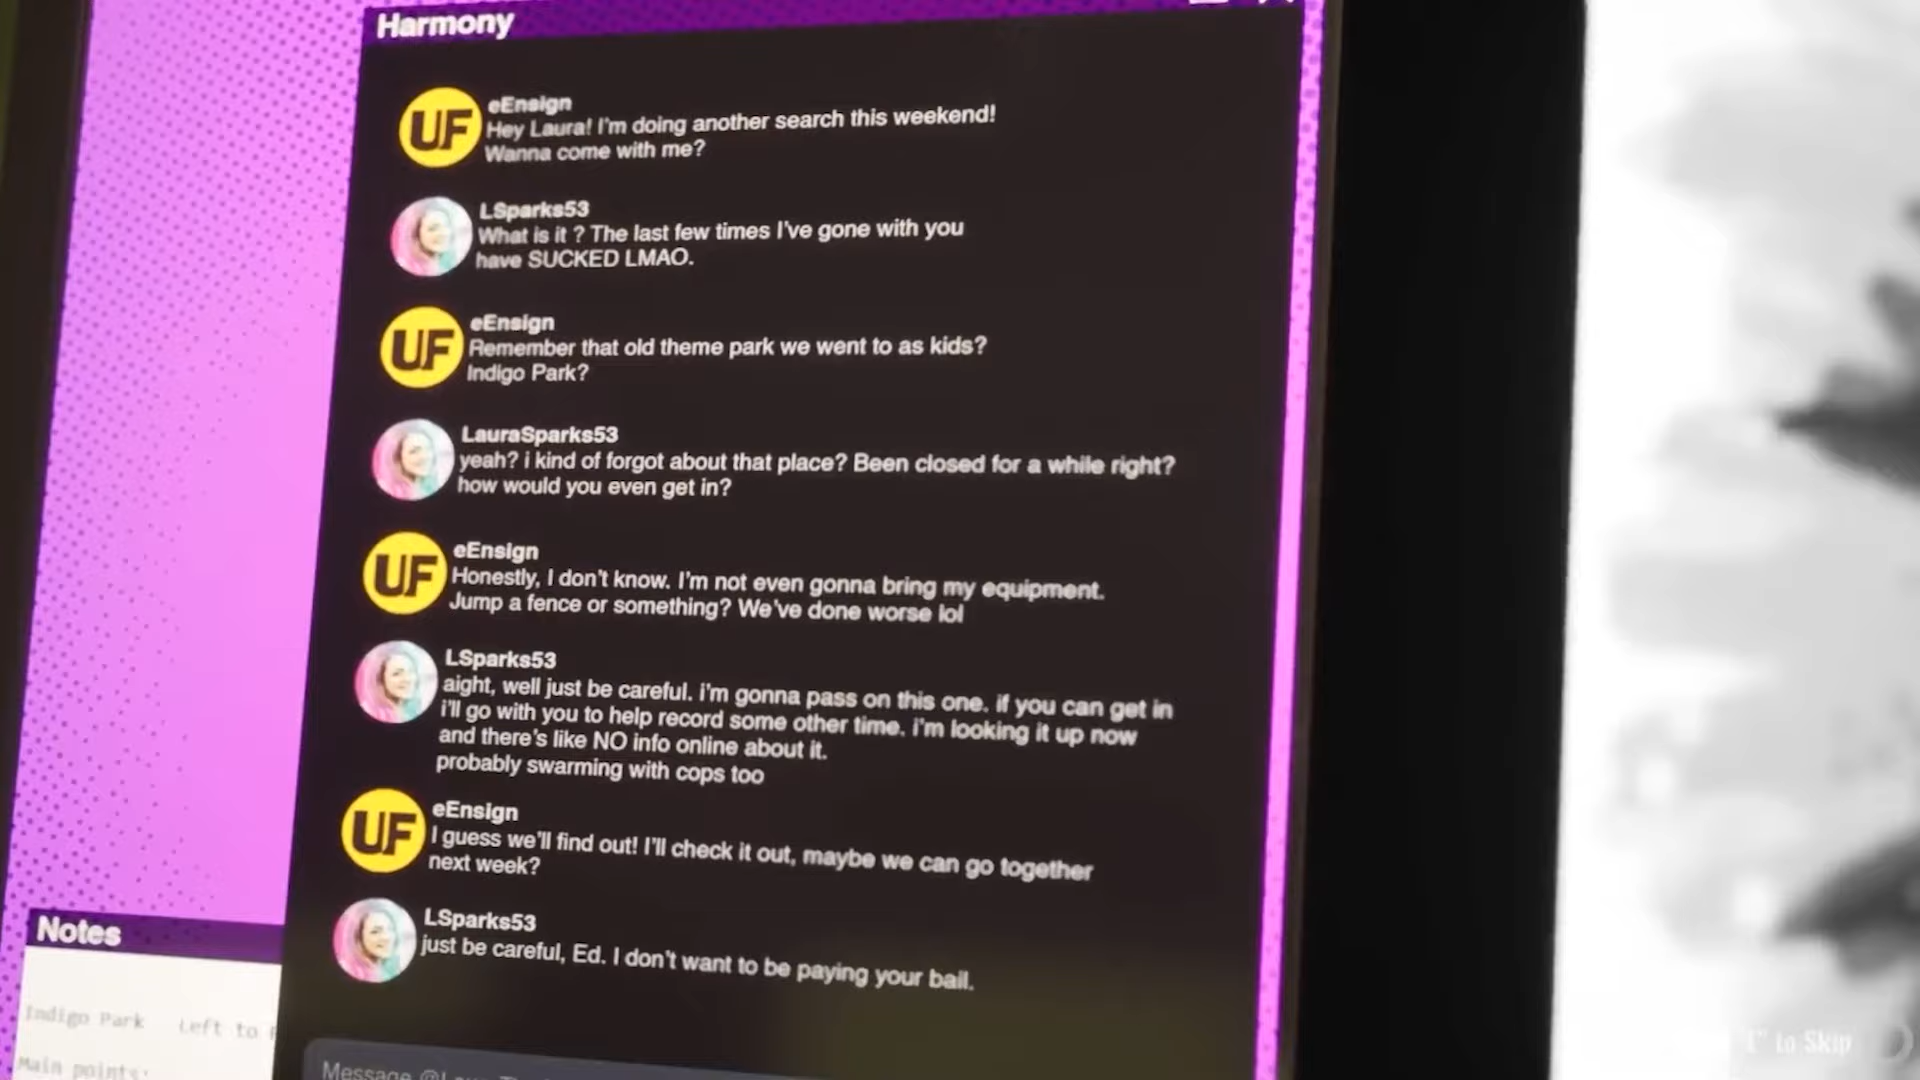 Harmony
UF
eEnsign
Hey Laura! I'm doing another search this weekend!
Wanna come with me?
LSparks53
What is it ? The last few times I've gone with you
have SUCKED LMAO.
UF
eEnsign
Remember that old theme park we went to as kids?
Indigo Park?
LauraSparks53
yeah? i kind of forgot about that place? Been closed for a while right?
how would you even get in?
UF
eEnsign
Honestly, I don't know. I'm not even gonna bring my equipment.
Jump a fence or something? We've done worse lol
LSparks53
aight, well just be careful. i'm gonna pass on this one. if you can get in
i'll go with you to help record some other time. i'm looking it up now
and there's like NO info online about it.
probably swarming with cops too
UF
eEnsign
I guess we'll find out! I'll check it out, maybe we can go together
next week?
LSparks53
just be careful, Ed. I don't want to be paying your bail.
Notes
Indigo Park Left to
Main points:
Message
to Skip